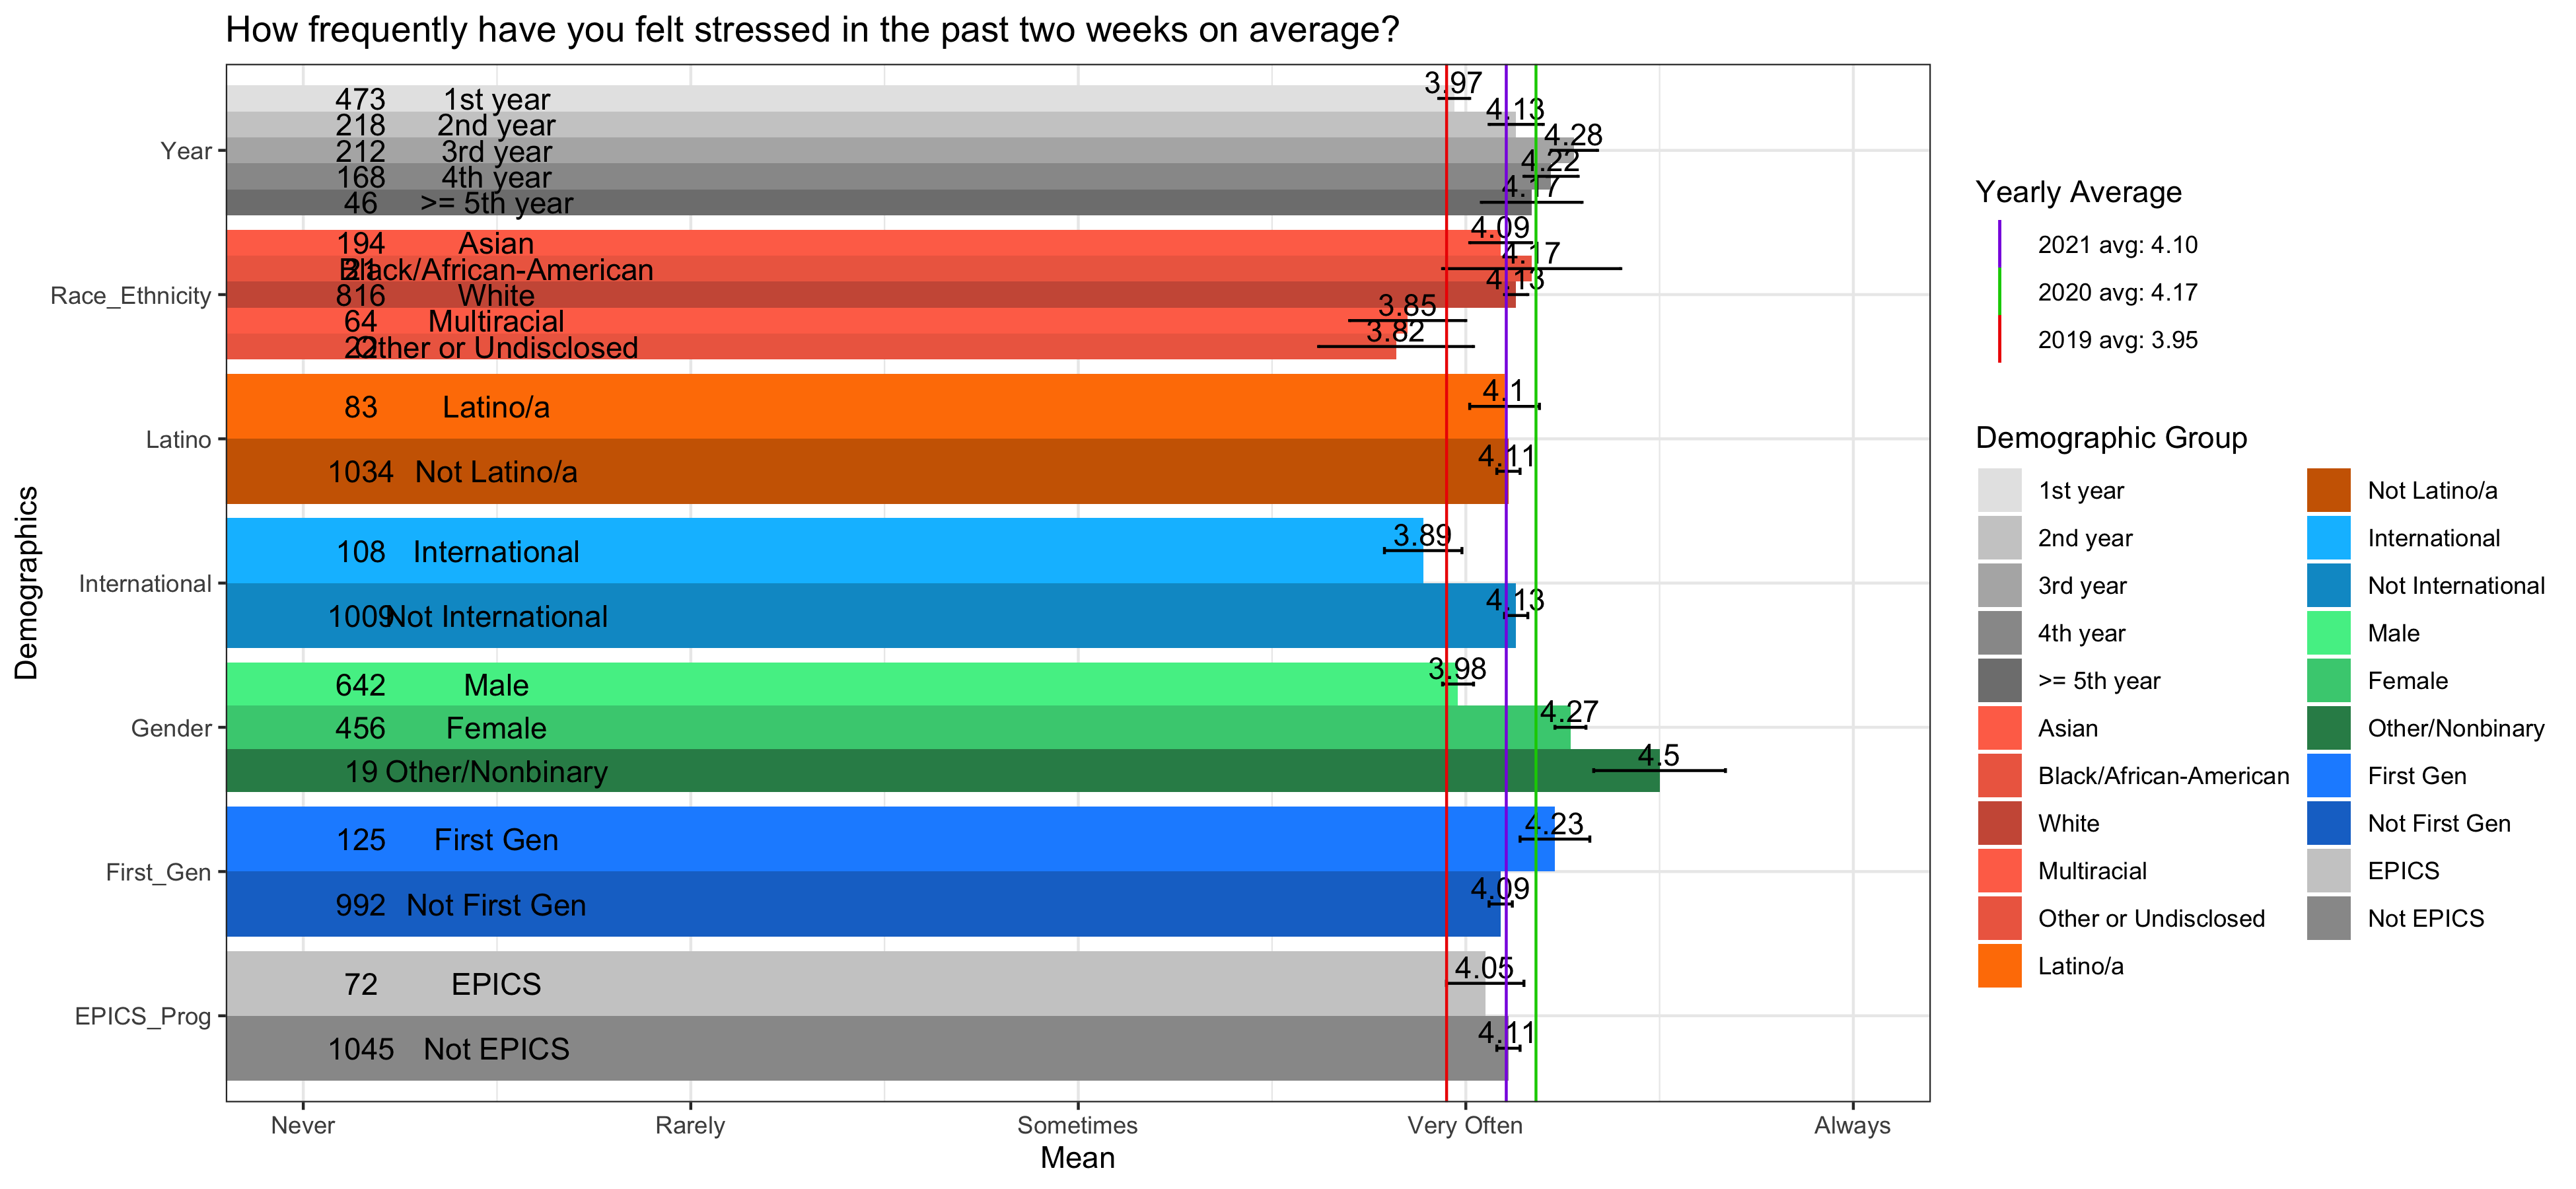 How frequently have you felt stressed in the past two weeks on average?
Demographics
Year
473 1st year 3.97
218 2nd year 4.13
212 3rd year 4.28
168 4th year 4.22
46 >= 5th year 4.17
Race_Ethnicity
194 Asian 4.09
21 Black/African-American 4.17
816 White 4.13
64 Multiracial 3.85
22 Other or Undisclosed 3.82
Latino
83 Latino/a 4.1
1034 Not Latino/a 4.11
International
108 International 3.89
1009 Not International 4.13
Gender
642 Male 3.98
456 Female 4.27
19 Other/Nonbinary 4.5
First_Gen
125 First Gen 4.23
992 Not First Gen 4.09
EPICS_Prog
72 EPICS 4.05
1045 Not EPICS 4.11
Never Rarely Sometimes Very Often Always
Mean
Yearly Average
2021 avg: 4.10
2020 avg: 4.17
2019 avg: 3.95
Demographic Group
1st year
2nd year
3rd year
4th year
>= 5th year
Asian
Black/African-American
White
Multiracial
Other or Undisclosed
Latino/a
Not Latino/a
International
Not International
Male
Female
Other/Nonbinary
First Gen
Not First Gen
EPICS
Not EPICS